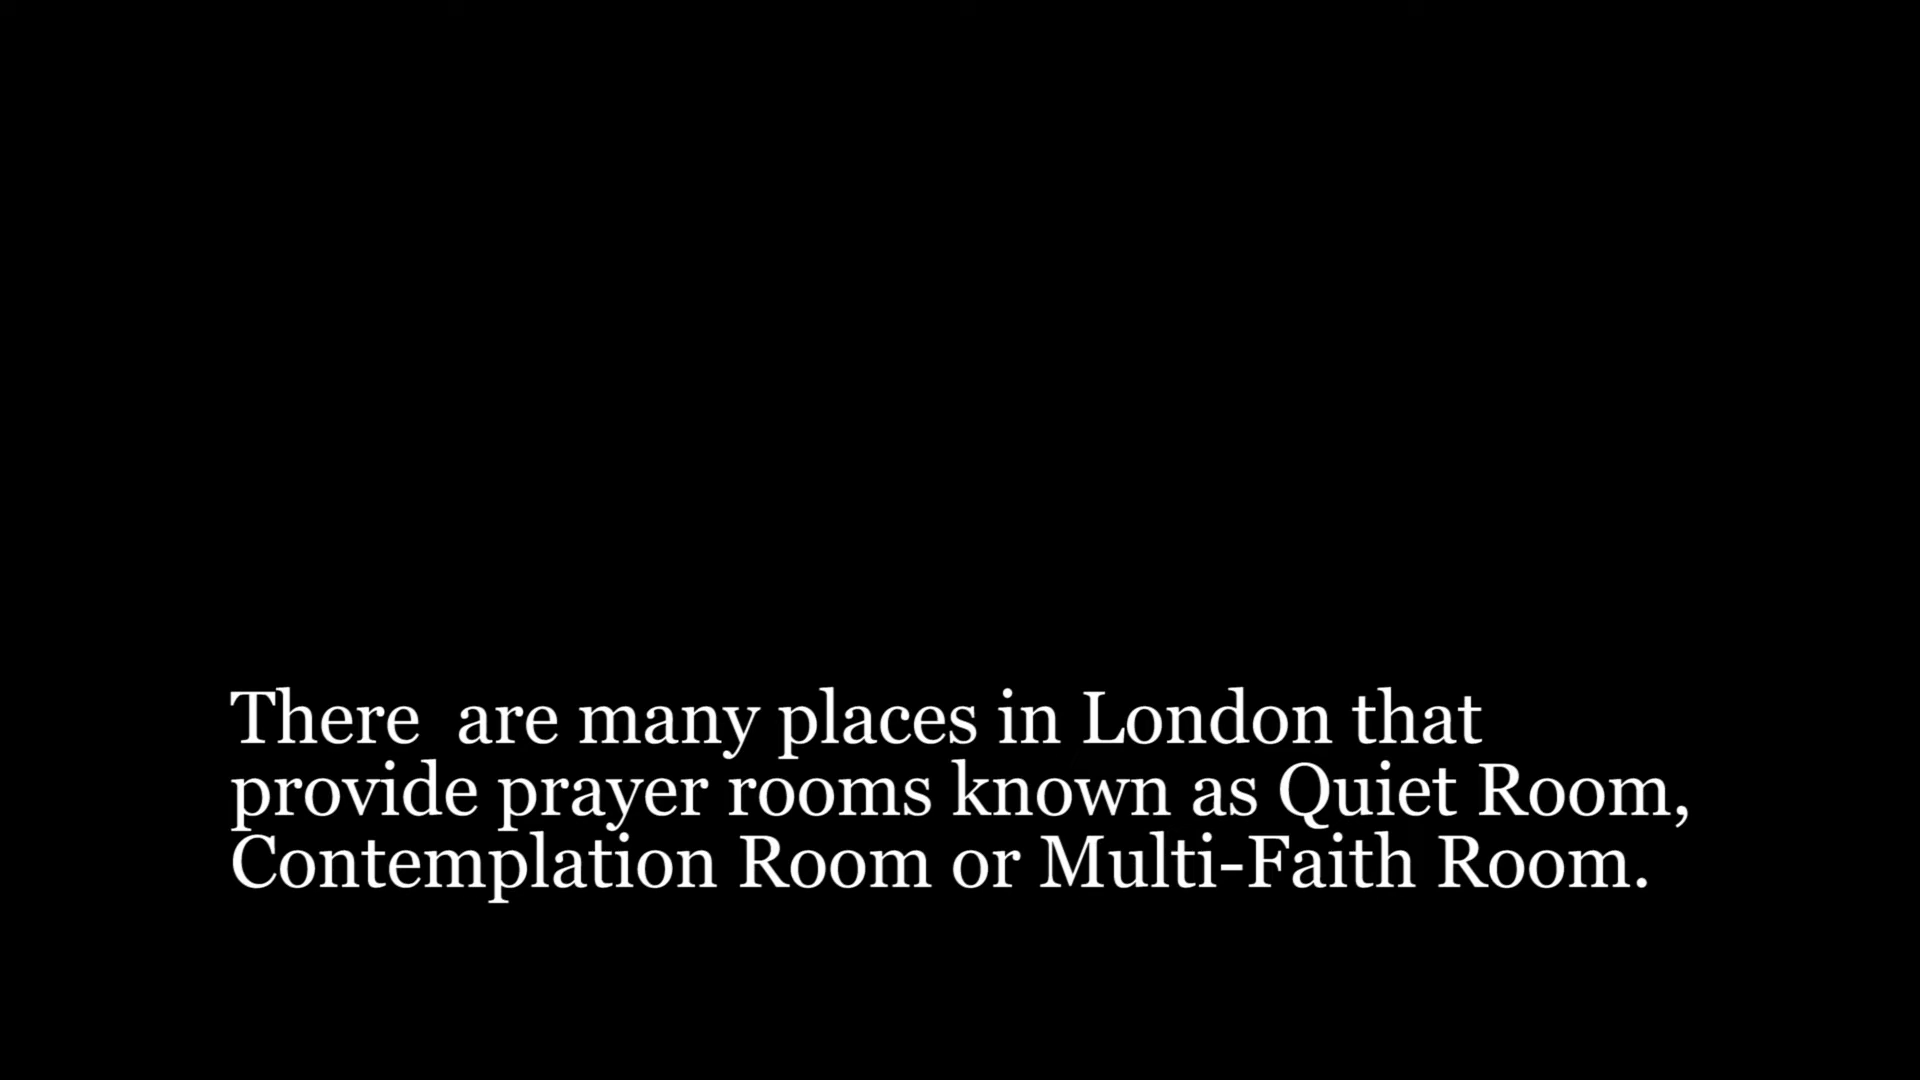 There  are many places in London that
provide prayer rooms known as Quiet Room,
Contemplation Room or Multi-Faith Room.